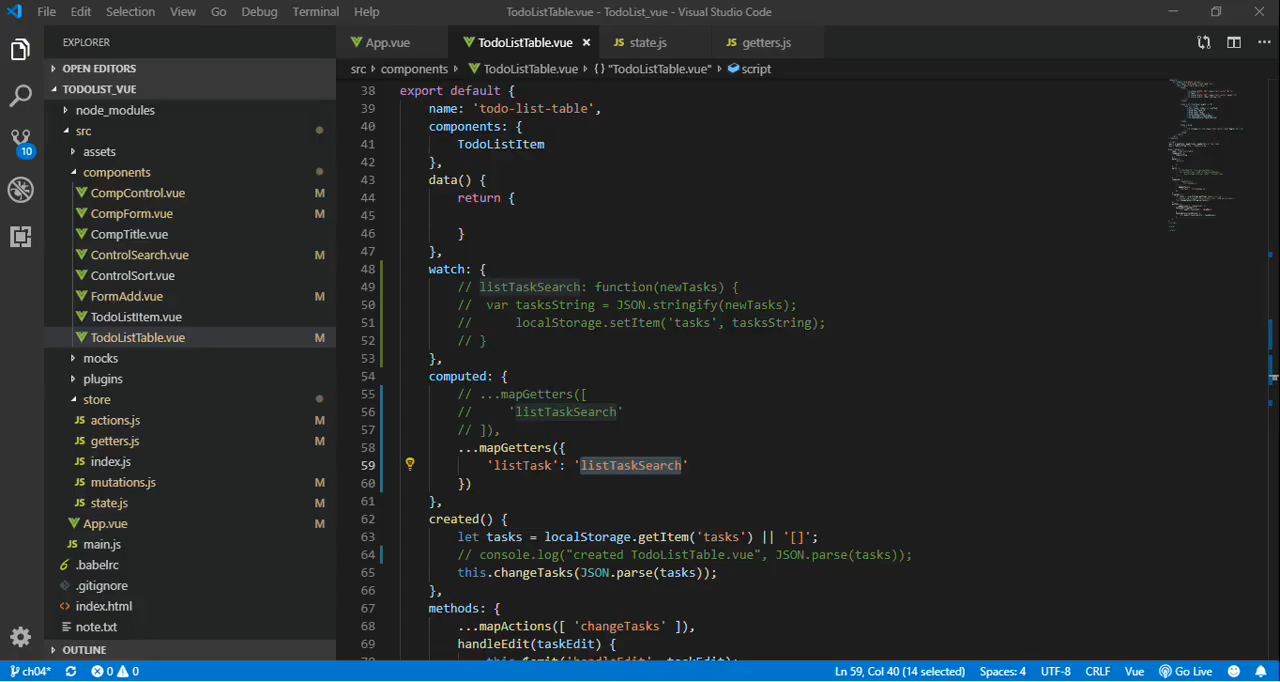 File Edit Selection View Go Debug Terminal Help TodoListTable.vue - TodoList_vue - Visual Studio Code
EXPLORER
OPEN EDITORS
TODOLIST_VUE
node_modules
src
assets
components
CompControl.vue M
CompForm.vue M
CompTitle.vue
ControlSearch.vue M
ControlSort.vue
FormAdd.vue M
TodoListItem.vue
TodoListTable.vue M
mocks
plugins
store
JS actions.js M
JS getters.js M
JS index.js
JS mutations.js M
JS state.js M
App.vue M
JS main.js
.babelrc
.gitignore
index.html
note.txt
OUTLINE
10
App.vue TodoListTable.vue JS state.js JS getters.js
src components TodoListTable.vue {} "TodoListTable.vue" script
38 export default {
39 name: 'todo-list-table',
40 components: {
41 TodoListItem
42 },
43 data() {
44 return {
45
46 }
47 },
48 watch: {
49 // listTaskSearch: function(newTasks) {
50 // var tasksString = JSON.stringify(newTasks);
51 // localStorage.setItem('tasks', tasksString);
52 // }
53 },
54 computed: {
55 // ...mapGetters([
56 // 'listTaskSearch'
57 // ]),
58 ...mapGetters({
59 'listTask': 'listTaskSearch'
60 })
61 },
62 created() {
63 let tasks = localStorage.getItem('tasks') || '[]';
64 // console.log("created TodoListTable.vue", JSON.parse(tasks));
65 this.changeTasks(JSON.parse(tasks));
66 },
67 methods: {
68 ...mapActions([ 'changeTasks' ]),
69 handleEdit(taskEdit) {
ch04* 0 0 Ln 59, Col 40 (14 selected) Spaces: 4 UTF-8 CRLF Vue Go Live